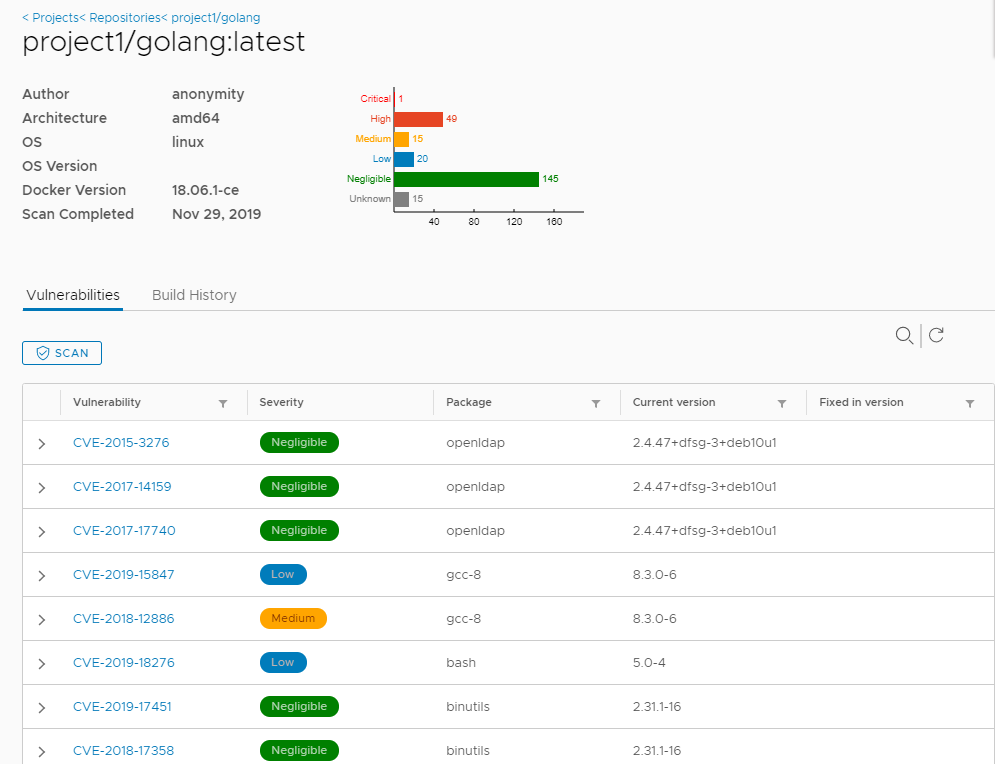 < Projects< Repositories< project1/golang
project1/golang:latest
Author anonymity
Architecture amd64
OS linux
OS Version
Docker Version 18.06.1-ce
Scan Completed Nov 29, 2019
Critical 1
High 49
Medium 15
Low 20
Negligible 145
Unknown 15
40 80 120 160
Vulnerabilities Build History
SCAN
Vulnerability Severity Package Current version Fixed in version
CVE-2015-3276 Negligible openldap 2.4.47+dfsg-3+deb10u1
CVE-2017-14159 Negligible openldap 2.4.47+dfsg-3+deb10u1
CVE-2017-17740 Negligible openldap 2.4.47+dfsg-3+deb10u1
CVE-2019-15847 Low gcc-8 8.3.0-6
CVE-2018-12886 Medium gcc-8 8.3.0-6
CVE-2019-18276 Low bash 5.0-4
CVE-2019-17451 Negligible binutils 2.31.1-16
CVE-2018-17358 Negligible binutils 2.31.1-16